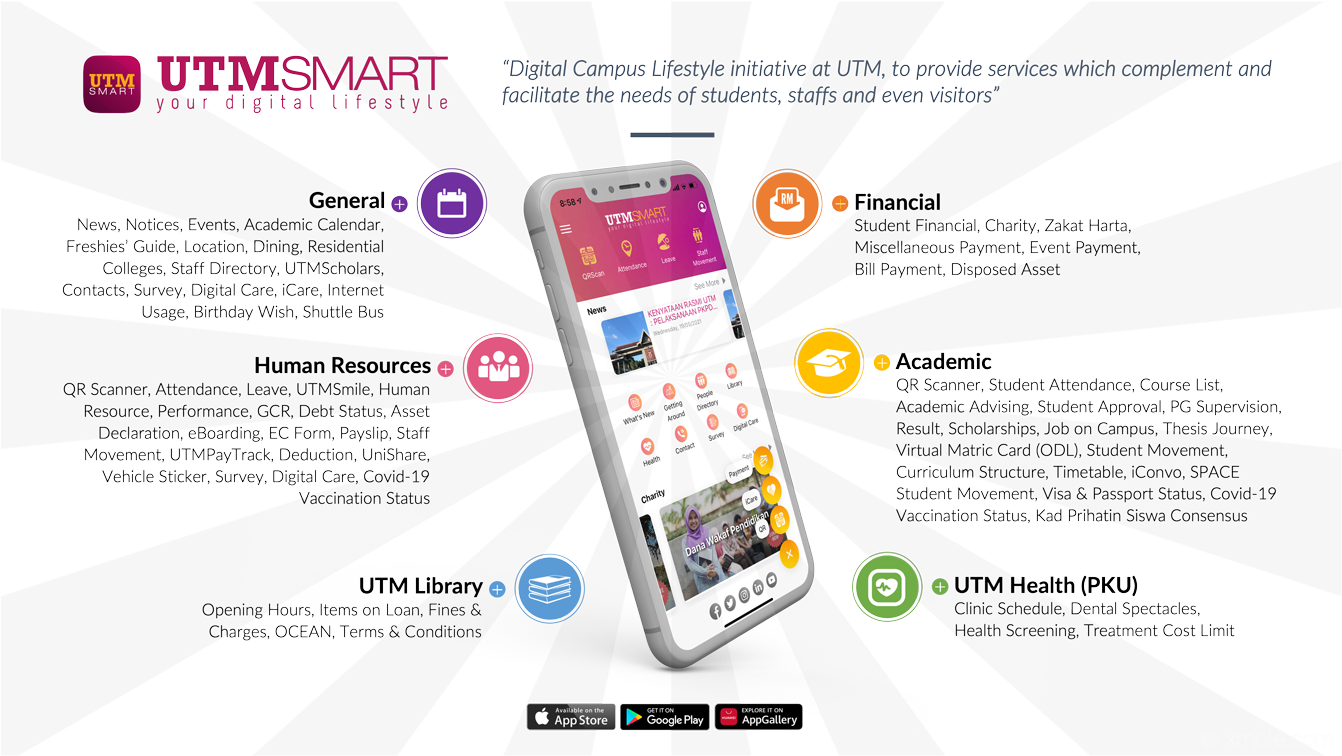 UTM
SMART
UTMSMART
your digital lifestyle
“Digital Campus Lifestyle initiative at UTM, to provide services which complement and
facilitate the needs of students, staffs and even visitors”
General
News, Notices, Events, Academic Calendar,
Freshies’ Guide, Location, Dining, Residential
Colleges, Staff Directory, UTMScholars,
Contacts, Survey, Digital Care, iCare, Internet
Usage, Birthday Wish, Shuttle Bus
Human Resources
QR Scanner, Attendance, Leave, UTMSmile, Human
Resource, Performance, GCR, Debt Status, Asset
Declaration, eBoarding, EC Form, Payslip, Staff
Movement, UTMPayTrack, Deduction, UniShare,
Vehicle Sticker, Survey, Digital Care, Covid-19
Vaccination Status
UTM Library
Opening Hours, Items on Loan, Fines &
Charges, OCEAN, Terms & Conditions
8:58
UTMSMART
your digital lifestyle
QRScan
Attendance
Leave
Staff
Movement
See More
News
KENYATAAN RASMI UTM
: PELAKSANAAN PKPD...
Wednesday,
What's New
Getting
Around
People
Directory
Library
Health
Contact
Survey
Digital Care
See
Payment
iCare
QR
Charity
Dana Wakaf Pendidikan
RM
Financial
Student Financial, Charity, Zakat Harta,
Miscellaneous Payment, Event Payment,
Bill Payment, Disposed Asset
Academic
QR Scanner, Student Attendance, Course List,
Academic Advising, Student Approval, PG Supervision,
Result, Scholarships, Job on Campus, Thesis Journey,
Virtual Matric Card (ODL), Student Movement,
Curriculum Structure, Timetable, iConvo, SPACE
Student Movement, Visa & Passport Status, Covid-19
Vaccination Status, Kad Prihatin Siswa Consensus
UTM Health (PKU)
Clinic Schedule, Dental Spectacles,
Health Screening, Treatment Cost Limit
Available on the
App Store
GET IT ON
Google Play
HUAWEI
EXPLORE IT ON
AppGallery